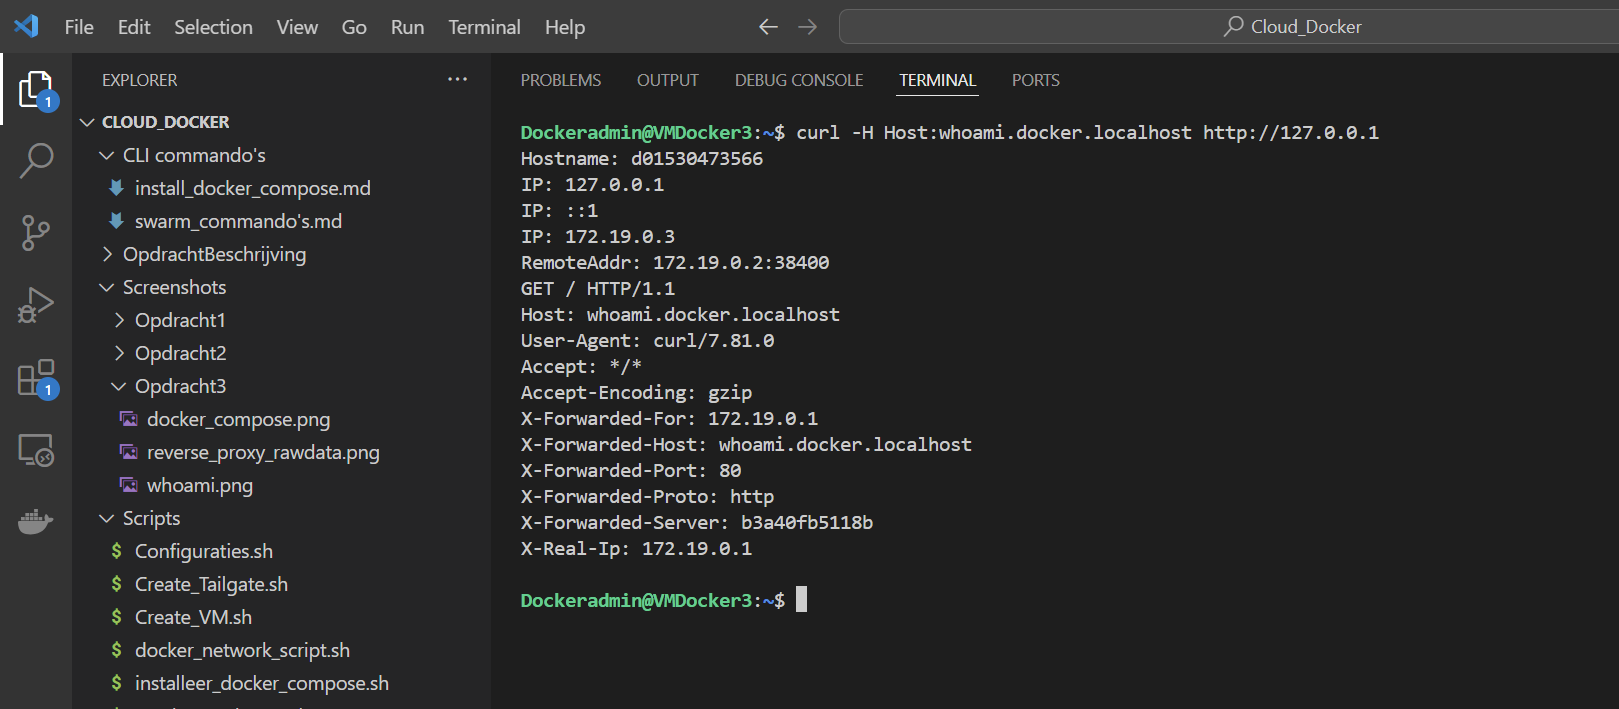 File Edit Selection View Go Run Terminal Help
Cloud_Docker
EXPLORER
1
CLOUD_DOCKER
CLI commando's
install_docker_compose.md
swarm_commando's.md
OpdrachtBeschrijving
Screenshots
Opdracht1
Opdracht2
1
Opdracht3
docker_compose.png
reverse_proxy_rawdata.png
whoami.png
Scripts
$ Configuraties.sh
$ Create_Tailgate.sh
$ Create_VM.sh
$ docker_network_script.sh
$ installeer_docker_compose.sh
PROBLEMS OUTPUT DEBUG CONSOLE TERMINAL PORTS
Dockeradmin@VMDocker3:~$ curl -H Host:whoami.docker.localhost http://127.0.0.1
Hostname: d01530473566
IP: 127.0.0.1
IP: ::1
IP: 172.19.0.3
RemoteAddr: 172.19.0.2:38400
GET / HTTP/1.1
Host: whoami.docker.localhost
User-Agent: curl/7.81.0
Accept: */*
Accept-Encoding: gzip
X-Forwarded-For: 172.19.0.1
X-Forwarded-Host: whoami.docker.localhost
X-Forwarded-Port: 80
X-Forwarded-Proto: http
X-Forwarded-Server: b3a40fb5118b
X-Real-Ip: 172.19.0.1
Dockeradmin@VMDocker3:~$